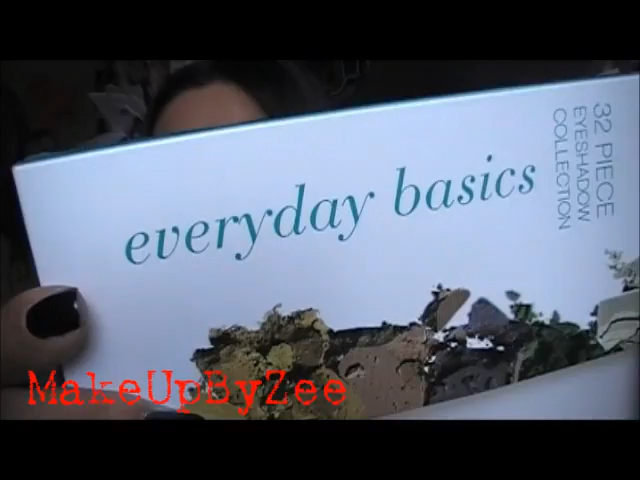 everyday basics
32 PIECE
EYESHADOW
COLLECTION
MakeUpByZee